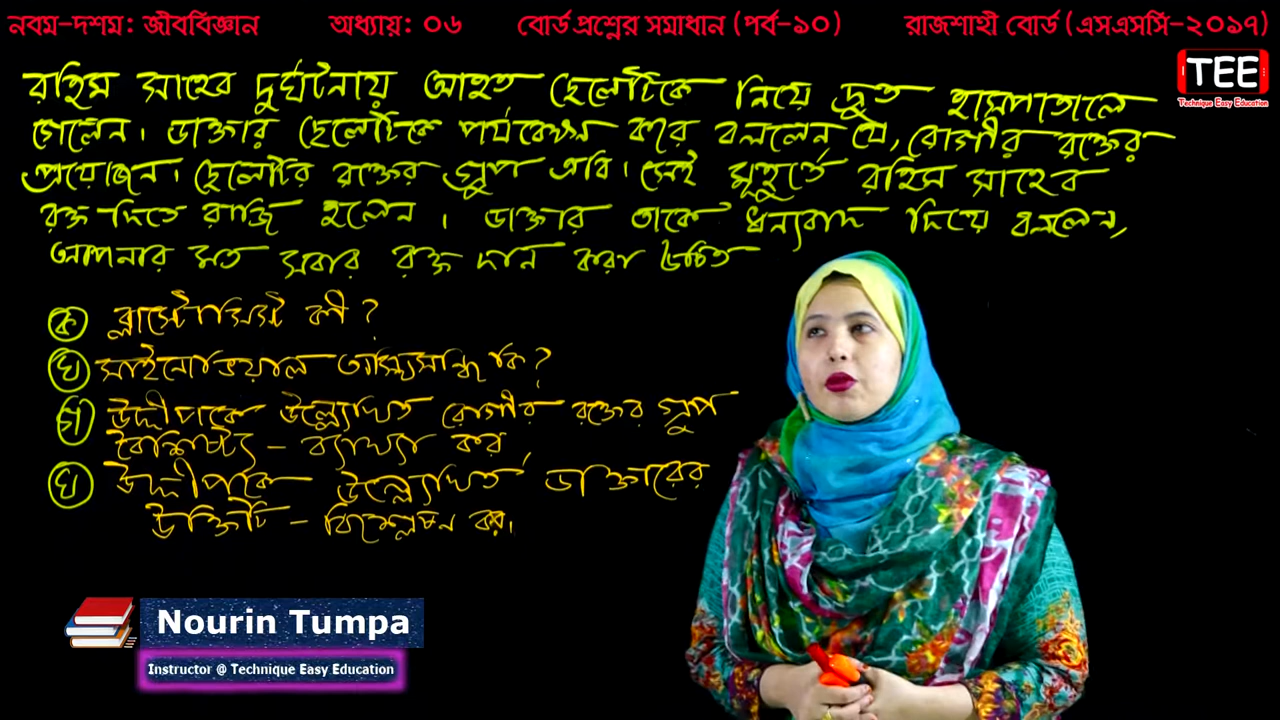 নবম-দশম: জীববিজ্ঞান অধ্যায়: ০৬ বোর্ড প্রশ্নের সমাধান (পর্ব-১০) রাজশাহী বোর্ড (এসএসসি-২০১৭)
TEE
Technique Easy Education
রহিম সাহেব দুর্ঘটনায় আহত ছেলেটিকে নিয়ে দ্রুত হাসপাতালে
গেলেন। ডাক্তার ছেলেটিকে পর্যবেক্ষন করে বললেন যে, রোগীর রক্তের
প্রয়োজন। ছেলেটির রক্তের গ্রুপ এবি। সেই মূহুর্তে রহিম সাহেব
রক্ত দিতে রাজি হলেন। ডাক্তার তাকে ধন্যবাদ দিয়ে বললেন,
আপনার মত সবার রক্ত দান করা উচিত
ক ব্লাস্টোসিস্ট কী?
খ সাইনোভিয়াল অস্থিসন্ধি কি?
গ উদ্দীপকে উল্লেখিত রোগীর রক্তের গ্রুপ
বৈশিষ্ট্য - ব্যাখ্যা কর
ঘ উদ্দীপকে উল্লেখিত ডাক্তারের
উক্তিটি - বিশ্লেষন কর।
Nourin Tumpa
Instructor @ Technique Easy Education